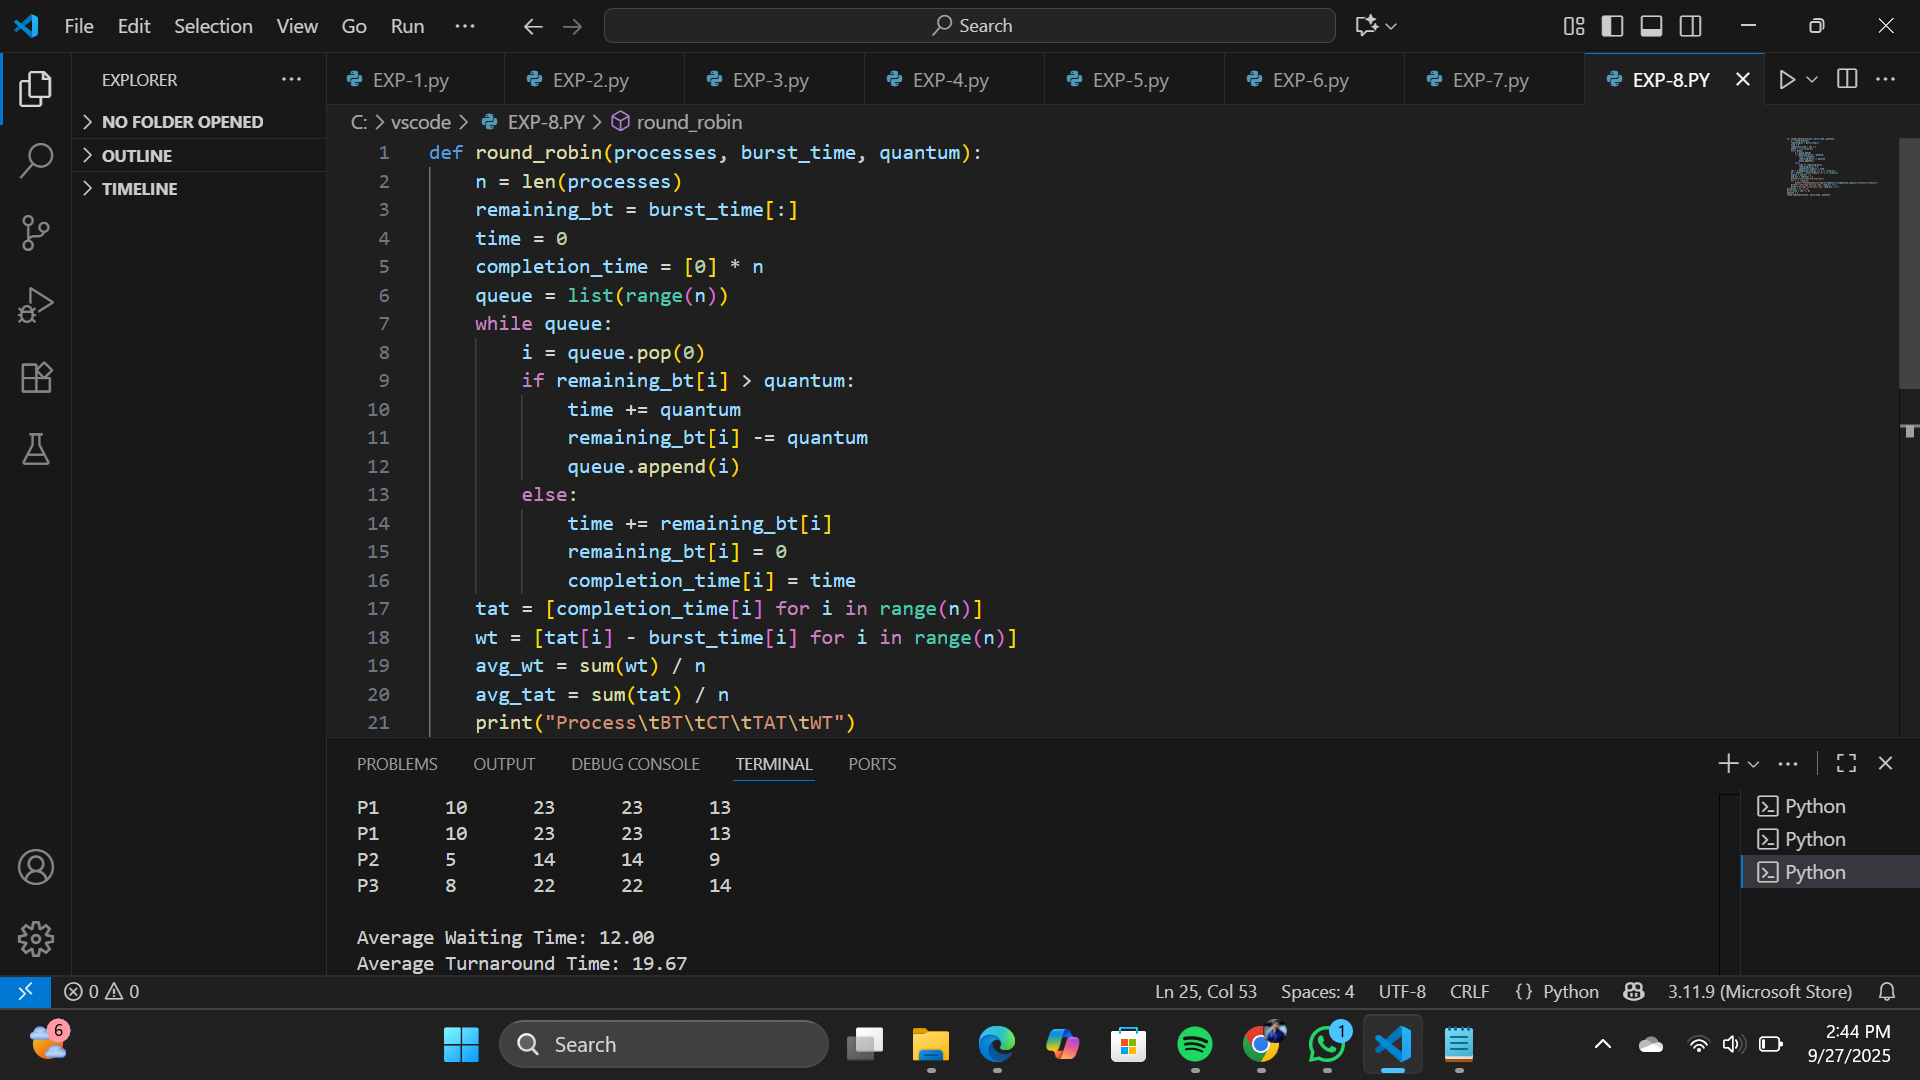 File Edit Selection View Go Run ... Search
EXPLORER ...
NO FOLDER OPENED
OUTLINE
TIMELINE
EXP-1.py EXP-2.py EXP-3.py EXP-4.py EXP-5.py EXP-6.py EXP-7.py EXP-8.PY
C: > vscode > EXP-8.PY > round_robin
1 def round_robin(processes, burst_time, quantum):
2 n = len(processes)
3 remaining_bt = burst_time[:]
4 time = 0
5 completion_time = [0] * n
6 queue = list(range(n))
7 while queue:
8 i = queue.pop(0)
9 if remaining_bt[i] > quantum:
10 time += quantum
11 remaining_bt[i] -= quantum
12 queue.append(i)
13 else:
14 time += remaining_bt[i]
15 remaining_bt[i] = 0
16 completion_time[i] = time
17 tat = [completion_time[i] for i in range(n)]
18 wt = [tat[i] - burst_time[i] for i in range(n)]
19 avg_wt = sum(wt) / n
20 avg_tat = sum(tat) / n
21 print("Process\tBT\tCT\tTAT\tWT")
PROBLEMS OUTPUT DEBUG CONSOLE TERMINAL PORTS
P1 10 23 23 13
P1 10 23 23 13
P2 5 14 14 9
P3 8 22 22 14
Average Waiting Time: 12.00
Average Turnaround Time: 19.67
Python
Python
Python
0 0 Ln 25, Col 53 Spaces: 4 UTF-8 CRLF {} Python 3.11.9 (Microsoft Store)
6 Search 1 2:44 PM
9/27/2025